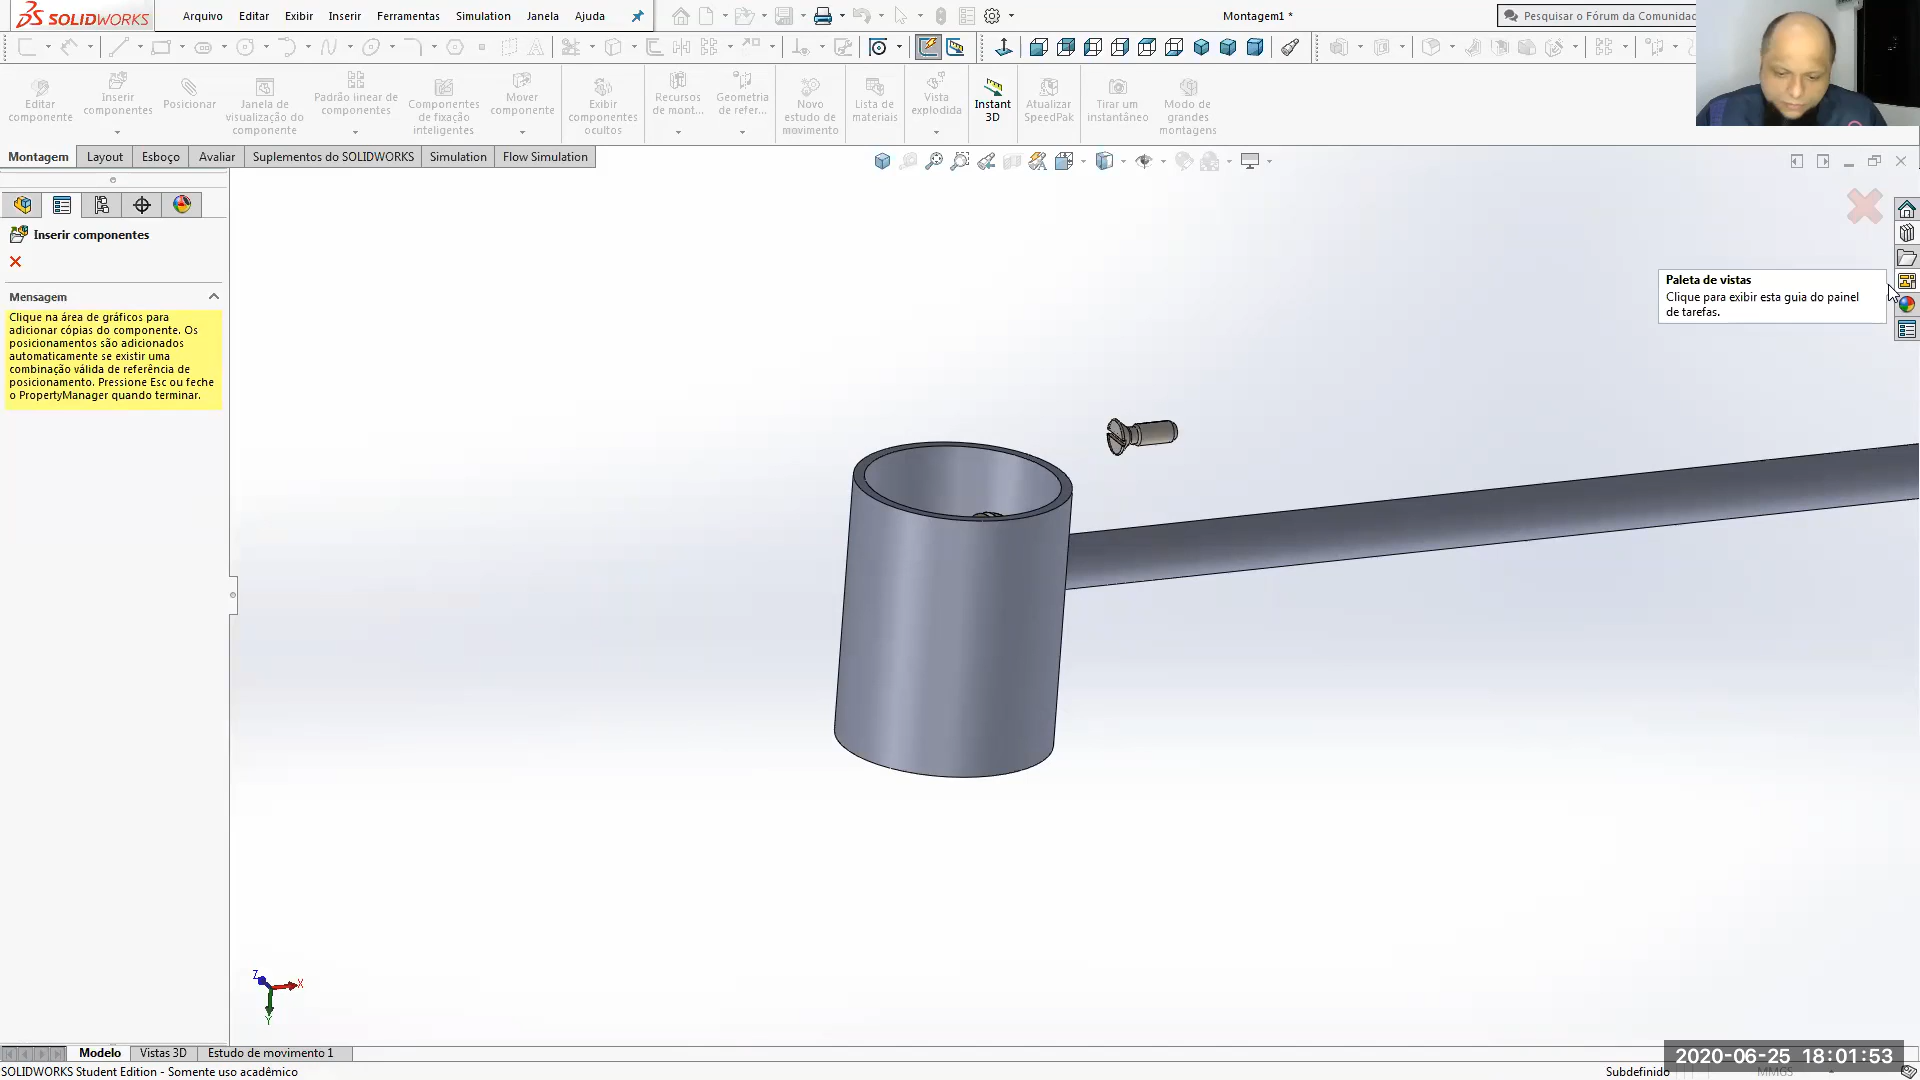 SOLIDWORKS
Arquivo Editar Exibir Inserir Ferramentas Simulation Janela Ajuda
Montagem1 *
Pesquisar o Fórum da Comunidad
Editar componente
Inserir componentes
Posicionar
Janela de visualização do componente
Padrão linear de componentes
Componentes de fixação inteligentes
Mover componente
Exibir componentes ocultos
Recursos de mont...
Geometria de refer...
Novo estudo de movimento
Lista de materiais
Vista explodida
Instant 3D
Atualizar SpeedPak
Tirar um instantâneo
Modo de grandes montagens
Montagem Layout Esboço Avaliar Suplementos do SOLIDWORKS Simulation Flow Simulation
Inserir componentes
Mensagem
Clique na área de gráficos para
adicionar cópias do componente. Os
posicionamentos são adicionados
automaticamente se existir uma
combinação válida de referência de
posicionamento. Pressione Esc ou feche
o PropertyManager quando terminar.
Paleta de vistas
Clique para exibir esta guia do painel
de tarefas.
Z
X
Y
Modelo Vistas 3D Estudo de movimento 1
2020-06-25 18:01:53
SOLIDWORKS Student Edition - Somente uso acadêmico
Subdefinido
MMGS